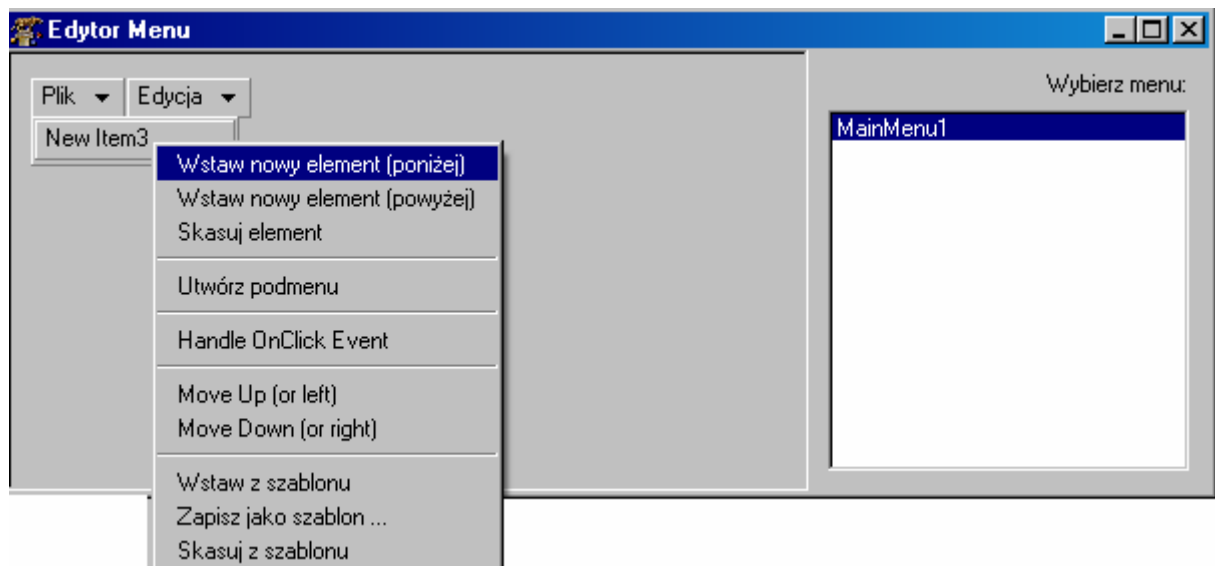 Edytor Menu
Plik Edycja
Wybierz menu:
New Item3
MainMenu1
Wstaw nowy element (poniżej)
Wstaw nowy element (powyżej)
Skasuj element
Utwórz podmenu
Handle OnClick Event
Move Up (or left)
Move Down (or right)
Wstaw z szablonu
Zapisz jako szablon ...
Skasuj z szablonu